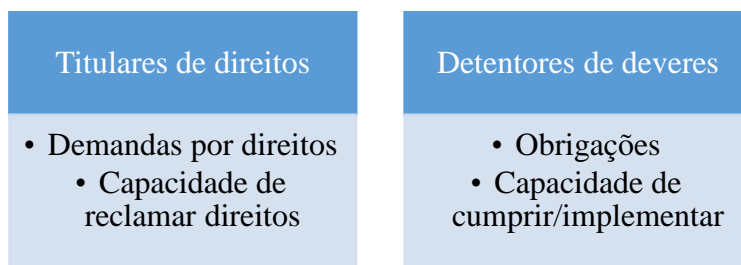 Titulares de direitos
• Demandas por direitos
• Capacidade de
reclamar direitos
Detentores de deveres
• Obrigações
• Capacidade de
cumprir/implementar